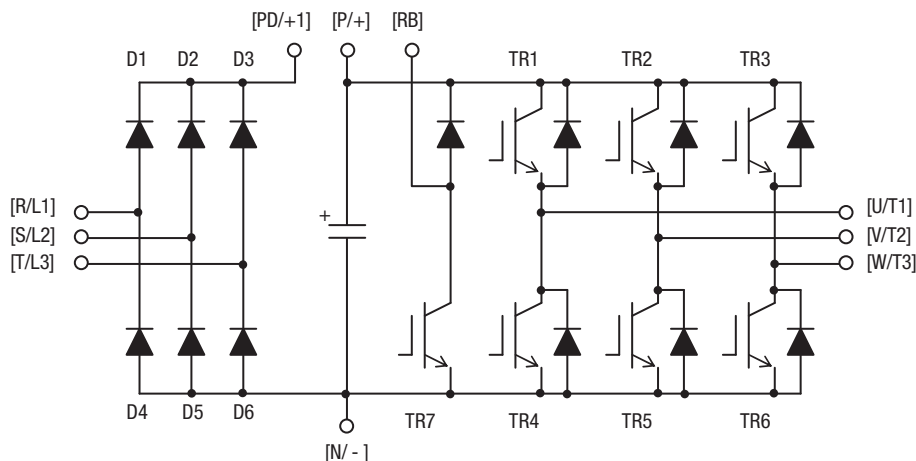 [PD/+1] [P/+] [RB]
D1 D2 D3 TR1 TR2 TR3
[R/L1] [U/T1]
[S/L2] + [V/T2]
[T/L3] [W/T3]
D4 D5 D6 TR7 TR4 TR5 TR6
[N/ - ]